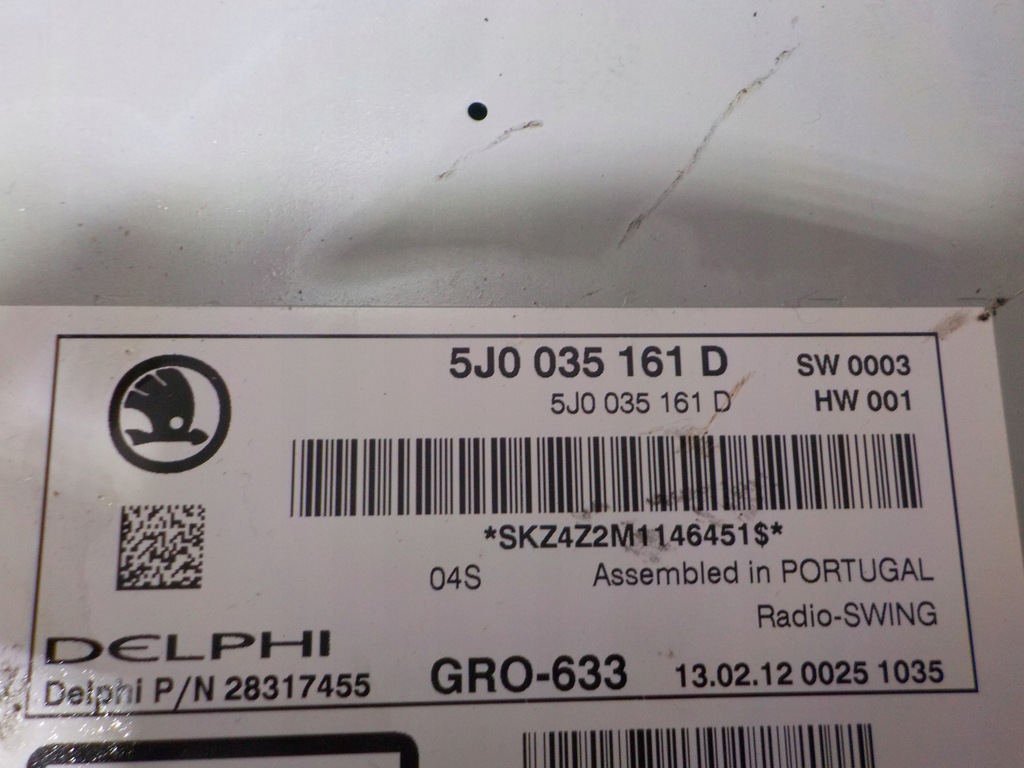 5J0 035 161 D SW 0003
5J0 035 161 D HW 001
*SKZ4Z2M1146451$*
04S Assembled in PORTUGAL
Radio-SWING
DELPHI
Delphi P/N 28317455 GRO-633 13.02.12 0025 1035